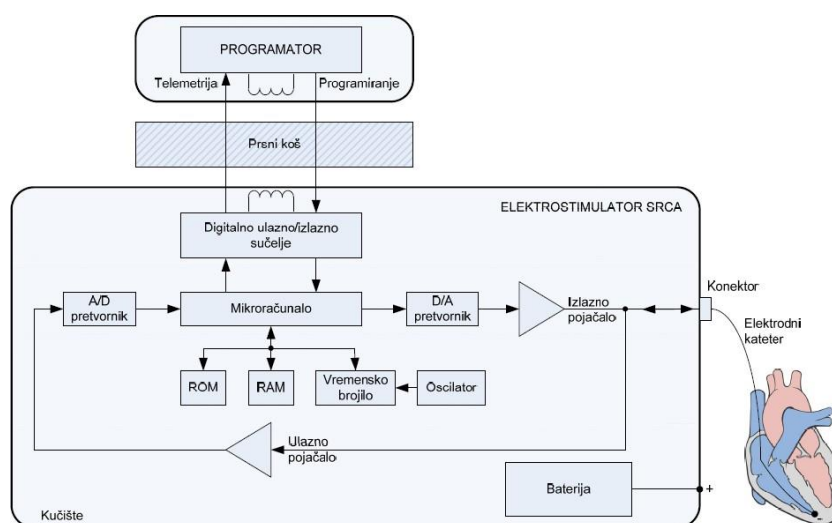 PROGRAMATOR
Telemetrija
Programiranje
Prsni koš
ELEKTROSTIMULATOR SRCA
Digitalno ulazno/izlazno
sučelje
A/D
pretvornik
Mikroračunalo
D/A
pretvornik
Izlazno
pojačalo
Konektor
Elektrodni
kateter
ROM
RAM
Vremensko
brojilo
Oscilator
Ulazno
pojačalo
Baterija
+
Kučište